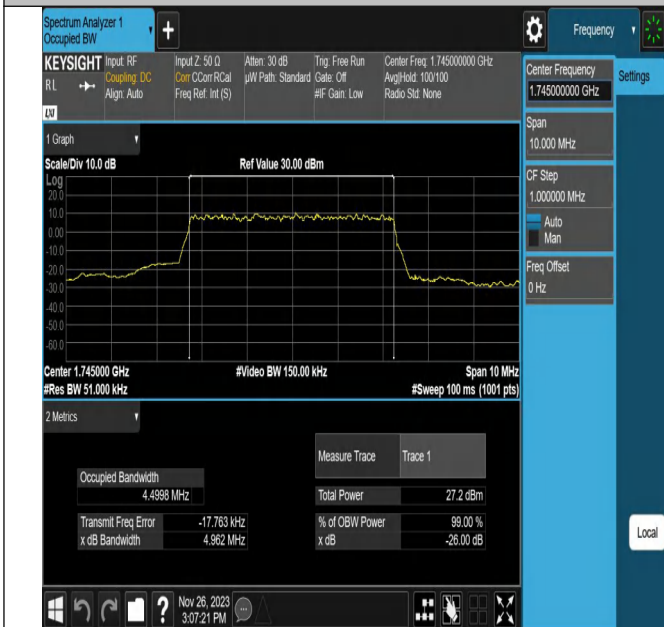 Spectrum Analyzer 1
Occupied BW
Frequency
KEYSIGHT
RL
LXI
Input: RF
Coupling: DC
Align: Auto
Input Z: 50 Ω
Corr CCorr RCal
Freq Ref: Int (S)
Atten: 30 dB
µW Path: Standard
Trig: Free Run
Gate: Off
#IF Gain: Low
Center Freq: 1.745000000 GHz
Avg|Hold: 100/100
Radio Std: None
Center Frequency
1.745000000 GHz
Settings
Span
10.000 MHz
CF Step
1.000000 MHz
Auto
Man
Freq Offset
0 Hz
1 Graph
Scale/Div 10.0 dB
Ref Value 30.00 dBm
Log
20.0
10.0
0.00
-10.0
-20.0
-30.0
-40.0
-50.0
-60.0
Center 1.745000 GHz
#Video BW 150.00 kHz
Span 10 MHz
#Res BW 51.000 kHz
#Sweep 100 ms (1001 pts)
2 Metrics
Measure Trace
Trace 1
Occupied Bandwidth
4.4998 MHz
Total Power
27.2 dBm
Transmit Freq Error
-17.763 kHz
% of OBW Power
99.00 %
x dB Bandwidth
4.962 MHz
x dB
-26.00 dB
Local
?
Nov 26, 2023
3:07:21 PM